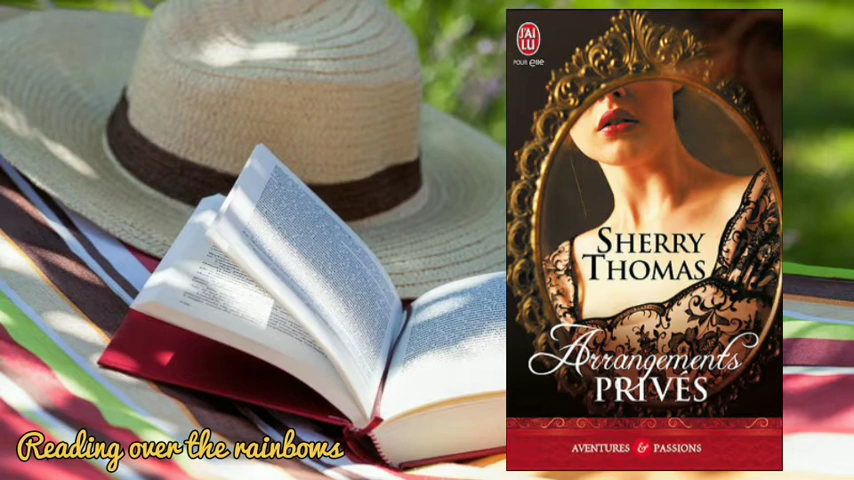 J'AI
LU
POUR elle
SHERRY
THOMAS
Arrangements
PRIVÉS
AVENTURES & PASSIONS
Reading over the rainbows